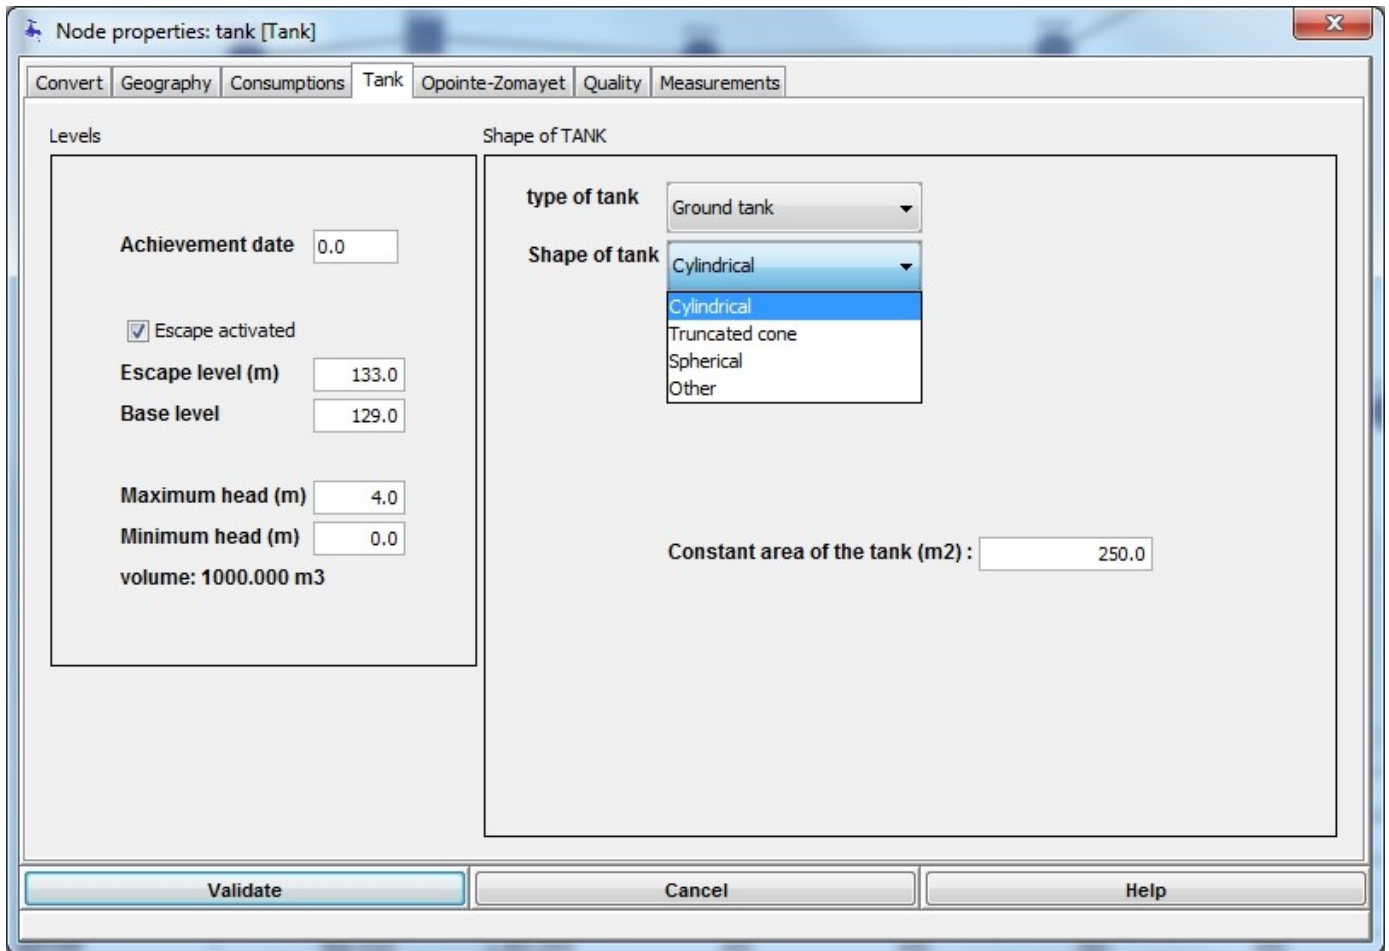 Node properties: tank [Tank]
Convert Geography Consumptions Tank Opointe-Zomayet Quality Measurements
Levels
Achievement date 0.0
Escape activated
Escape level (m) 133.0
Base level 129.0
Maximum head (m) 4.0
Minimum head (m) 0.0
volume: 1000.000 m3
Shape of TANK
type of tank Ground tank
Shape of tank Cylindrical
Cylindrical
Truncated cone
Spherical
Other
Constant area of the tank (m2) : 250.0
Validate Cancel Help